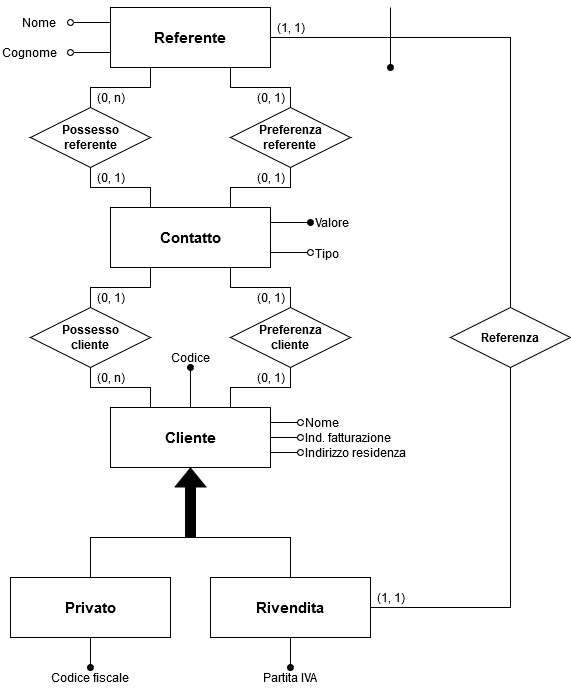 Nome
Referente
(1, 1)
Cognome
(0, n)
(0, 1)
Possesso
referente
Preferenza
referente
(0, 1)
(0, 1)
Contatto
Valore
Tipo
(0, 1)
(0, 1)
Possesso
cliente
Preferenza
cliente
Referenza
Codice
(0, n)
(0, 1)
Cliente
Nome
Ind. fatturazione
Indirizzo residenza
Privato
Rivendita
(1, 1)
Codice fiscale
Partita IVA